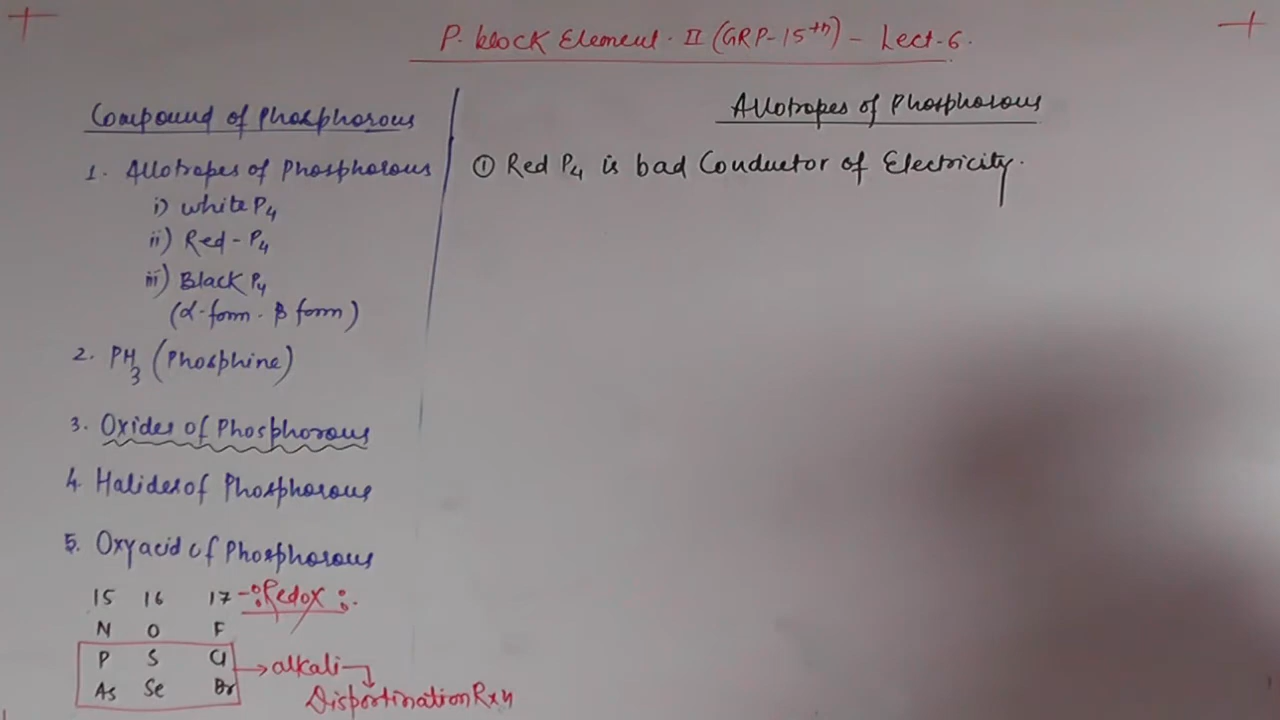 P. block Element. II (GRP-15th) - Lect-6.
Compound of Phosphorous
1. Allotropes of Phosphorous
i) white P4
ii) Red - P4
iii) Black P4
(α-form. β form)
2. PH3 (Phosphine)
3. Oxides of Phosphorous
4. Halides of Phosphorous
5. Oxyacid of Phosphorous
15 16 17 - Redox
N O F
P S Cl → alkali
As Se Br Disportination Rxn
Allotropes of Phosphorous
① Red P4 is bad Conductor of Electricity.